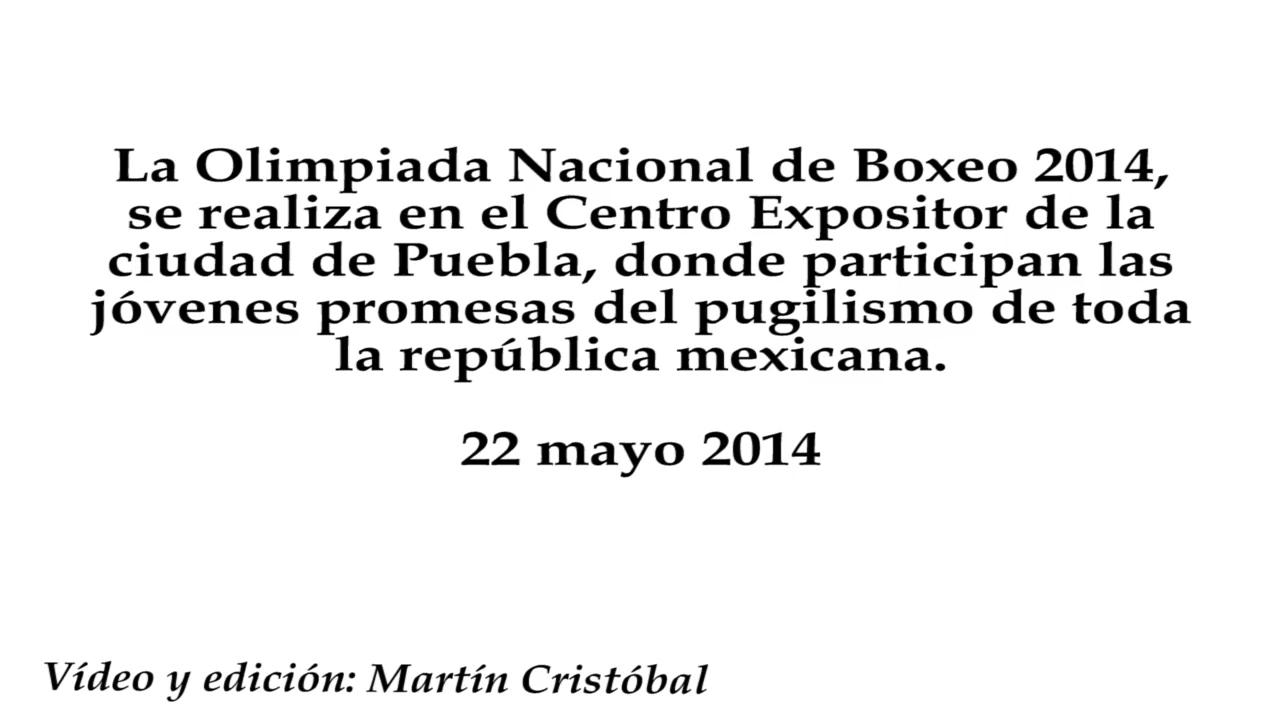 La Olimpiada Nacional de Boxeo 2014,
se realiza en el Centro Expositor de la
ciudad de Puebla, donde participan las
jóvenes promesas del pugilismo de toda
la república mexicana.
22 mayo 2014
Vídeo y edición: Martín Cristóbal